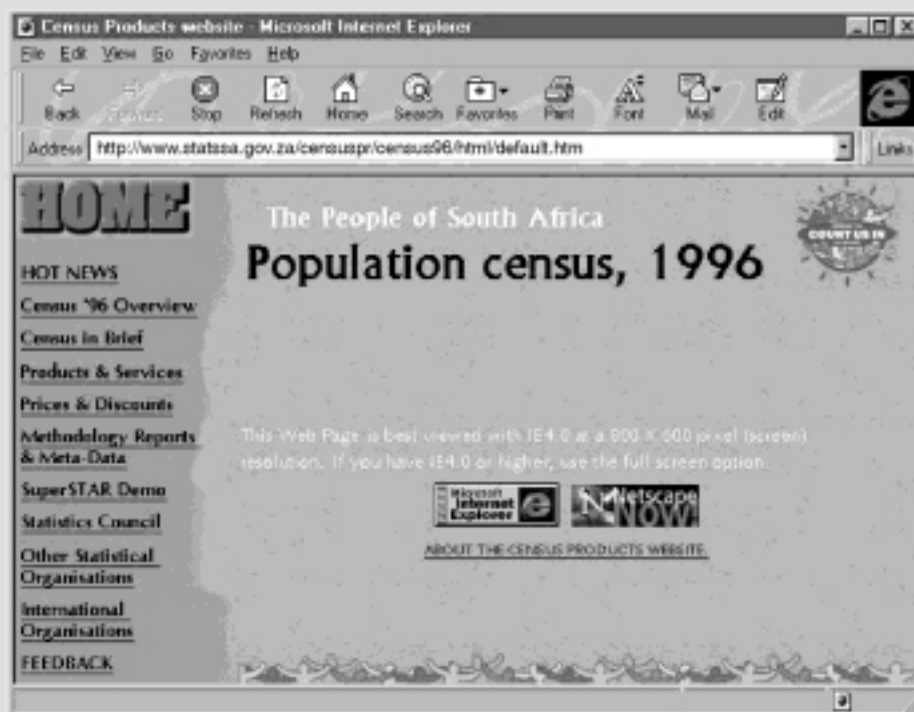 Census Products website - Microsoft Internet Explorer
File Edit View Go Favorites Help
Back Forward Stop Refresh Home Search Favorites Print Font Mail Edit
Address http://www.statssa.gov.za/censuspr/census96/html/default.htm Links
HOME
The People of South Africa
Population census, 1996
COUNT US IN
HOT NEWS
Census '96 Overview
Census in Brief
Products & Services
Prices & Discounts
Methodology Reports
& Meta-Data
SuperSTAR Demo
Statistics Council
Other Statistical
Organisations
International
Organisations
FEEDBACK
This Web Page is best viewed with IE4.0 at a 800 X 600 pixel (screen)
resolution. If you have IE4.0 or higher, use the full screen option.
Microsoft
Internet
Explorer
Netscape
NOW!
ABOUT THE CENSUS PRODUCTS WEBSITE